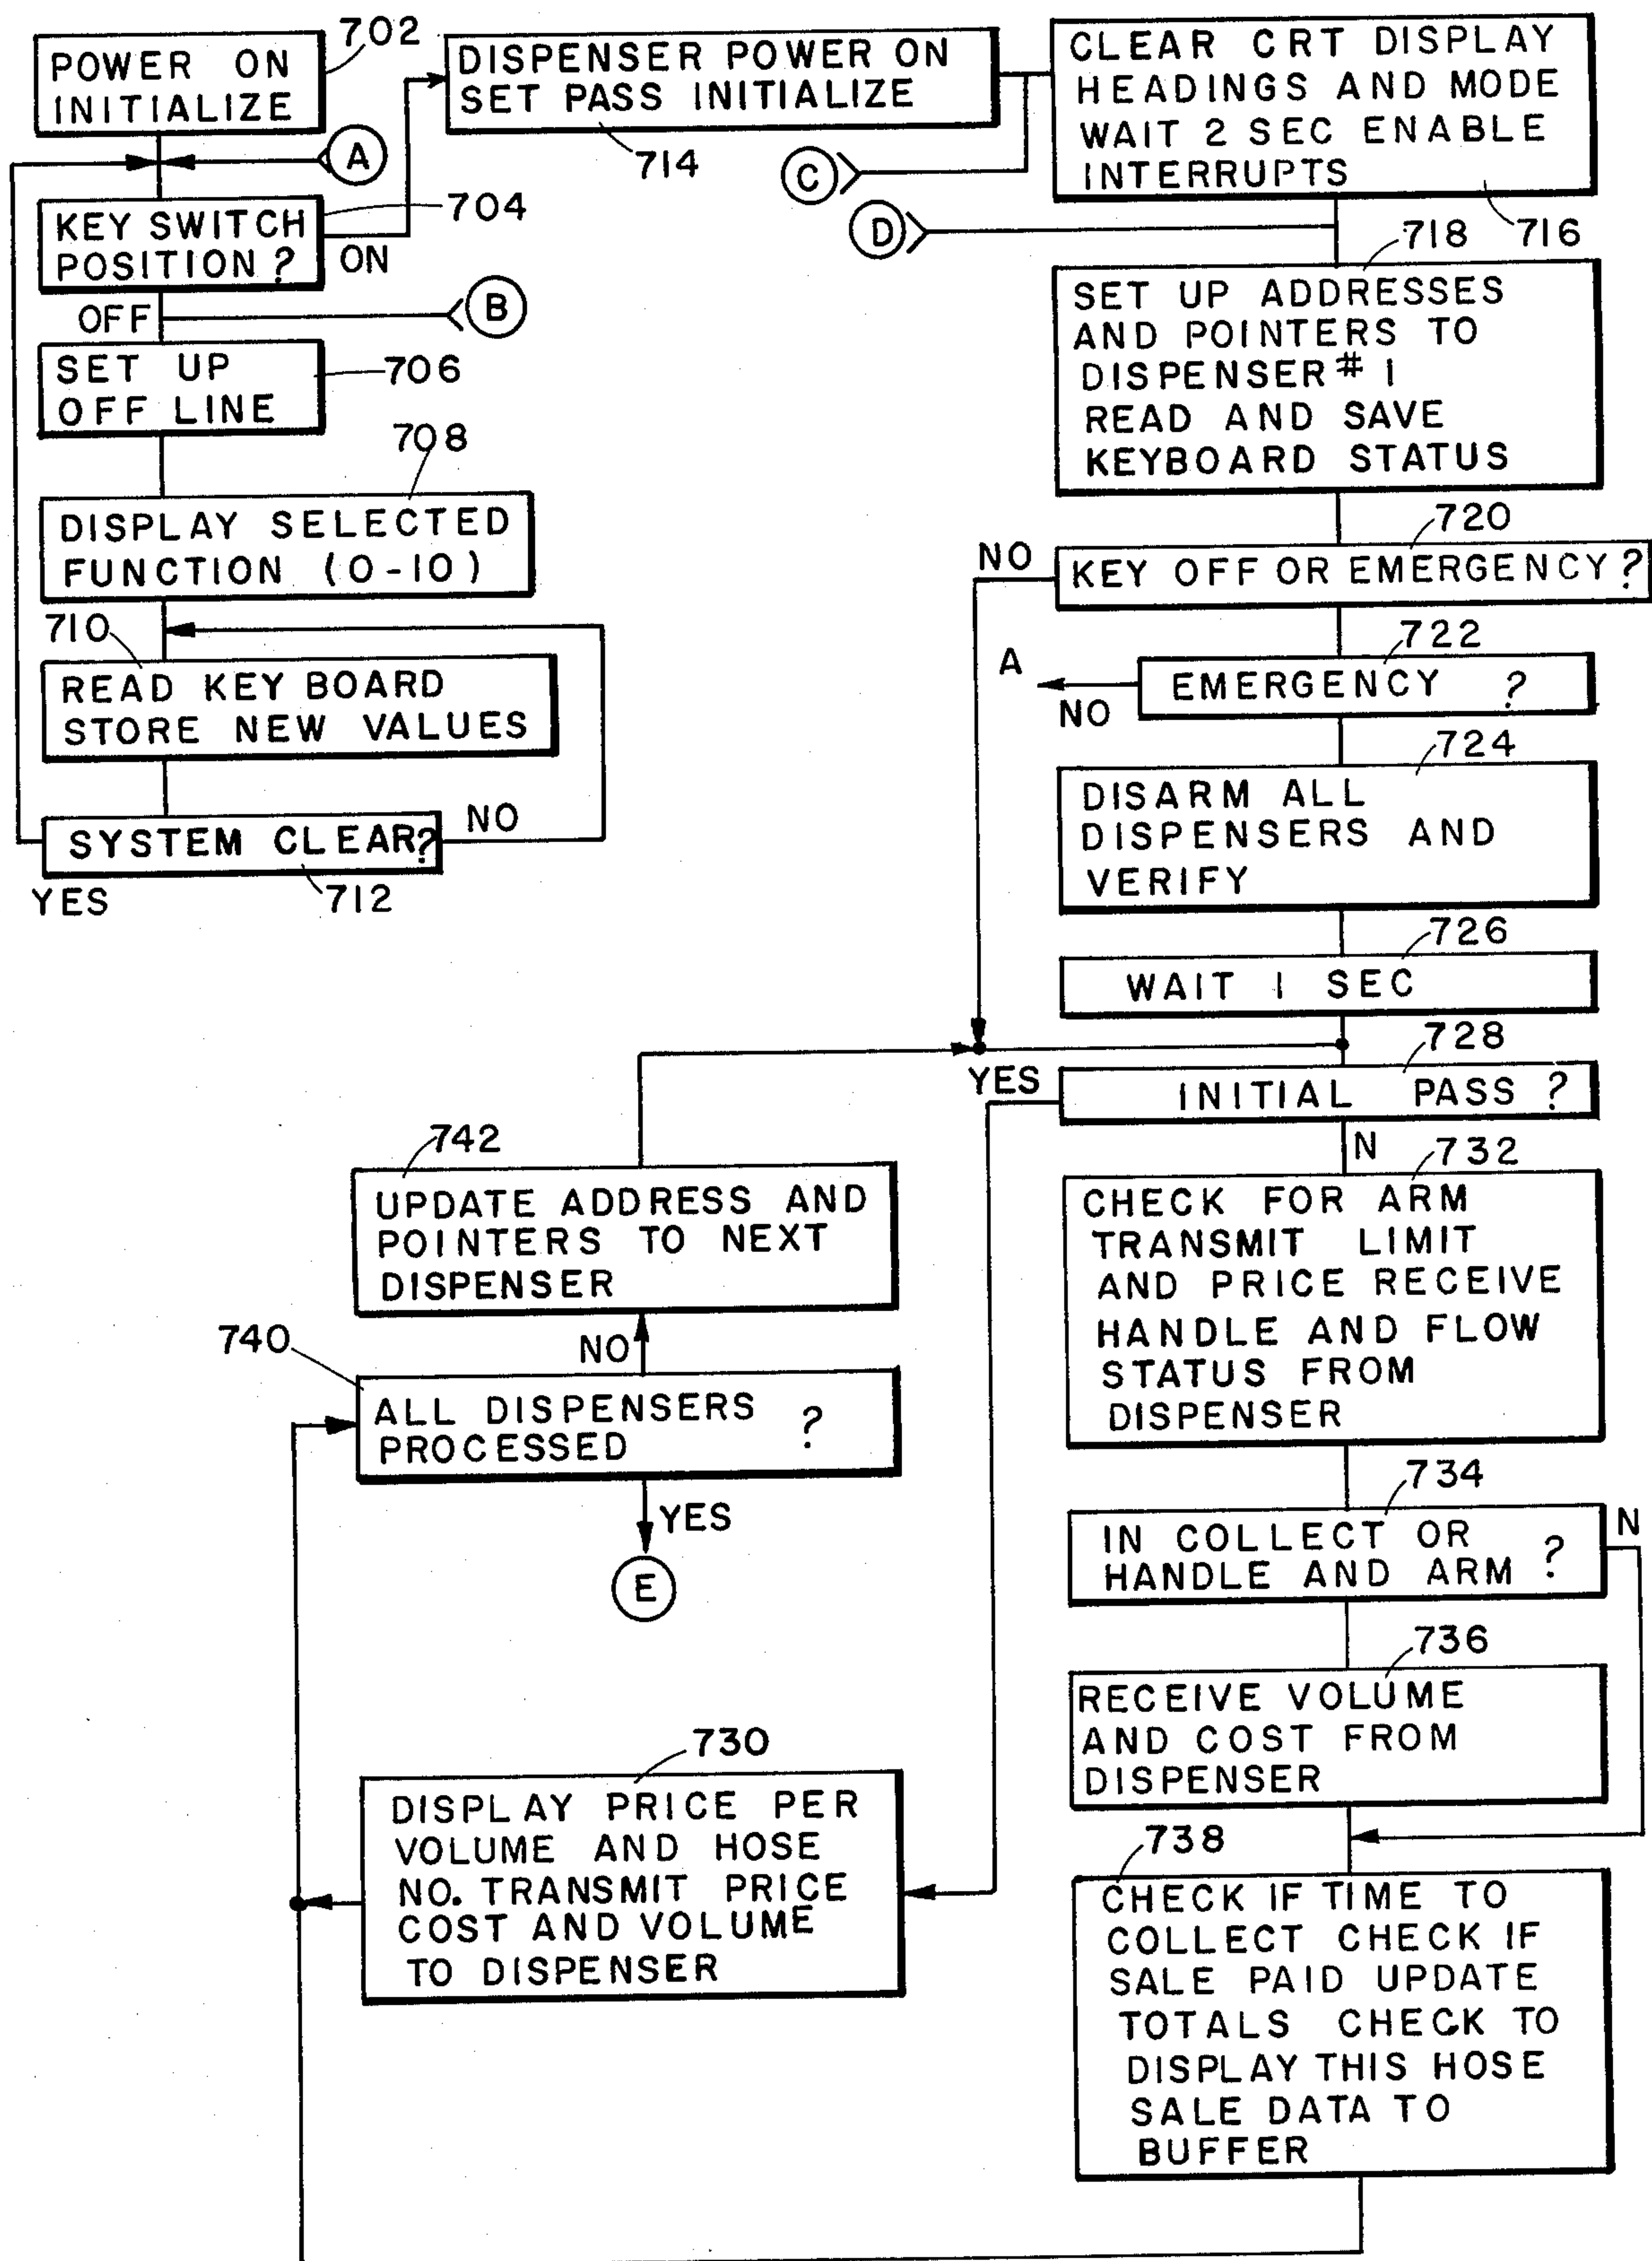 702
POWER ON
INITIALIZE
A
704
KEY SWITCH
POSITION ?
ON
OFF
B
SET UP
OFF LINE
706
708
DISPLAY SELECTED
FUNCTION (0-10)
710
READ KEY BOARD
STORE NEW VALUES
SYSTEM CLEAR?
NO
YES
712
DISPENSER POWER ON
SET PASS INITIALIZE
714
C
D
CLEAR CRT DISPLAY
HEADINGS AND MODE
WAIT 2 SEC ENABLE
INTERRUPTS
716
718
SET UP ADDRESSES
AND POINTERS TO
DISPENSER # 1
READ AND SAVE
KEYBOARD STATUS
720
NO
KEY OFF OR EMERGENCY ?
722
A
EMERGENCY ?
NO
724
DISARM ALL
DISPENSERS AND
VERIFY
726
WAIT 1 SEC
728
YES
INITIAL PASS ?
N
732
CHECK FOR ARM
TRANSMIT LIMIT
AND PRICE RECEIVE
HANDLE AND FLOW
STATUS FROM
DISPENSER
734
IN COLLECT OR
HANDLE AND ARM ?
N
736
RECEIVE VOLUME
AND COST FROM
DISPENSER
738
CHECK IF TIME TO
COLLECT CHECK IF
SALE PAID UPDATE
TOTALS CHECK TO
DISPLAY THIS HOSE
SALE DATA TO
BUFFER
742
UPDATE ADDRESS AND
POINTERS TO NEXT
DISPENSER
740
NO
ALL DISPENSERS
PROCESSED ?
YES
E
730
DISPLAY PRICE PER
VOLUME AND HOSE
NO. TRANSMIT PRICE
COST AND VOLUME
TO DISPENSER